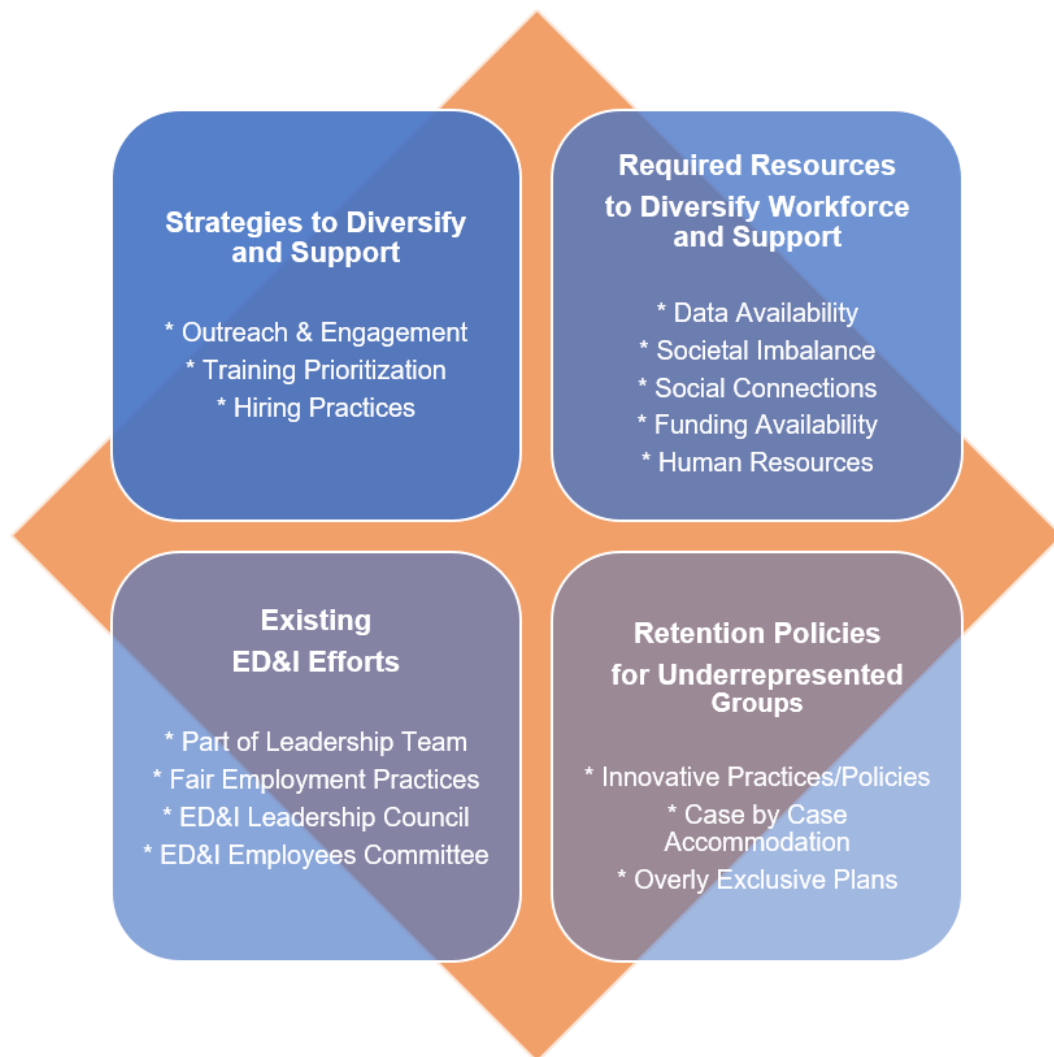 Strategies to Diversify
and Support
* Outreach & Engagement
* Training Prioritization
* Hiring Practices
Required Resources
to Diversify Workforce
and Support
* Data Availability
* Societal Imbalance
* Social Connections
* Funding Availability
* Human Resources
Existing
ED&I Efforts
* Part of Leadership Team
* Fair Employment Practices
* ED&I Leadership Council
* ED&I Employees Committee
Retention Policies
for Underrepresented
Groups
* Innovative Practices/Policies
* Case by Case
Accommodation
* Overly Exclusive Plans